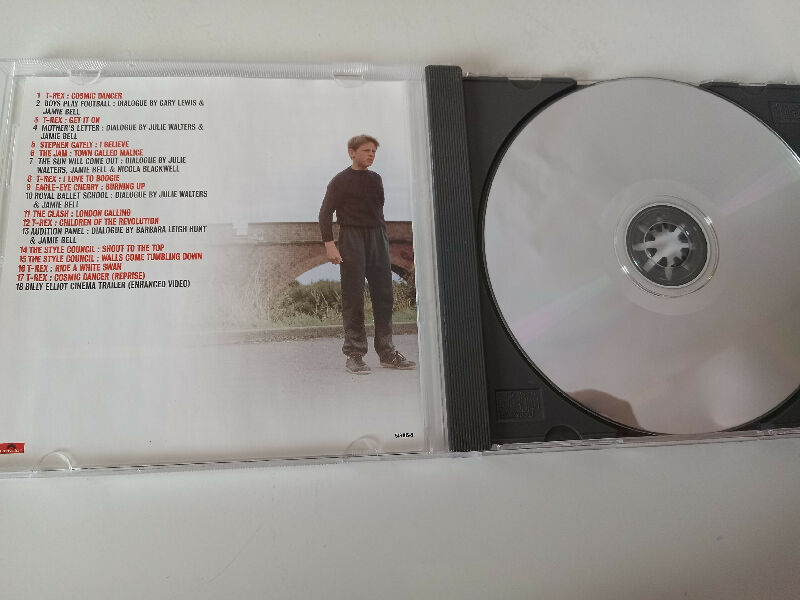 1 T-REX : COSMIC DANCER
2 BOYS PLAY FOOTBALL : DIALOGUE BY GARY LEWIS &
JAMIE BELL
3 T-REX : GET IT ON
4 MOTHER'S LETTER : DIALOGUE BY JULIE WALTERS &
JAMIE BELL
5 STEPHEN GATELY : I BELIEVE
6 THE JAM : TOWN CALLED MALICE
7 THE SUN WILL COME OUT : DIALOGUE BY JULIE
WALTERS, JAMIE BELL & NICOLA BLACKWELL
8 T-REX : I LOVE TO BOOGIE
9 EAGLE-EYE CHERRY : BURNING UP
10 ROYAL BALLET SCHOOL : DIALOGUE BY JULIE WALTERS
& JAMIE BELL
11 THE CLASH : LONDON CALLING
12 T-REX : CHILDREN OF THE REVOLUTION
13 AUDITION PANEL : DIALOGUE BY BARBARA LEIGH HUNT
& JAMIE BELL
14 THE STYLE COUNCIL : SHOUT TO THE TOP
15 THE STYLE COUNCIL : WALLS COME TUMBLING DOWN
16 T-REX : RIDE A WHITE SWAN
17 T-REX : COSMIC DANCER (REPRISE)
18 BILLY ELLIOT CINEMA TRAILER (ENHANCED VIDEO)